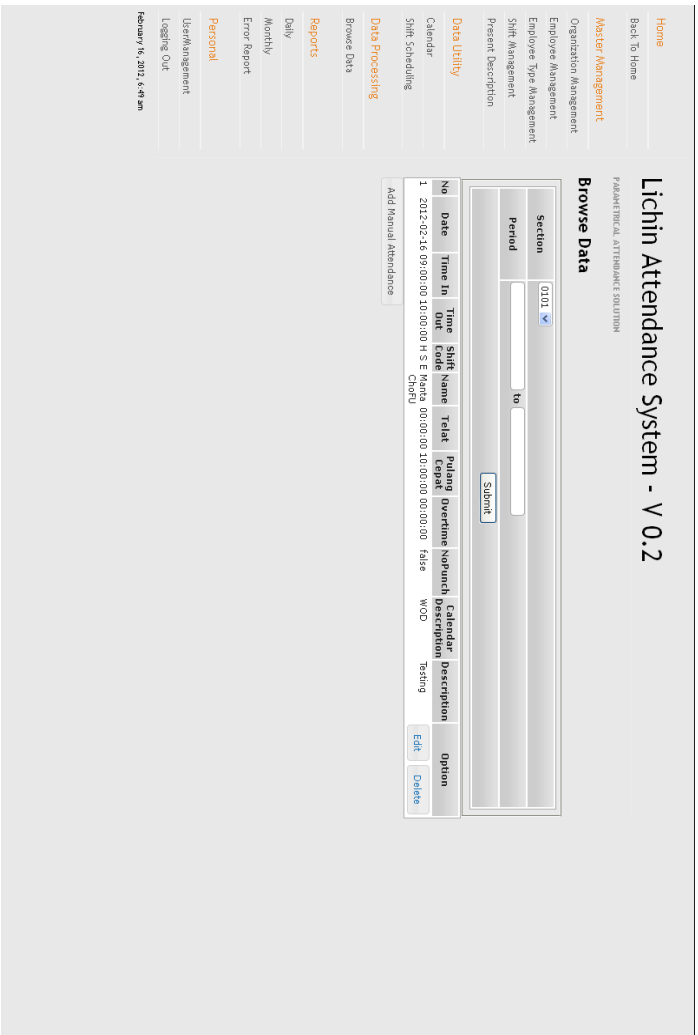 Home
Back To Home
Master Management
Organization Management
Employee Management
Employee Type Management
Shift Management
Present Description
Data Utility
Calendar
Shift Scheduling
Data Processing
Browse Data
Reports
Daily
Monthly
Error Report
Personal
UserManagement
Logging Out
February 16, 2012, 6:49 am
Lichin Attendance System - V 0.2
PARAMETRICAL ATTENDANCE SOLUTION
Browse Data
Section 0101
Period to
Submit
No Date Time In Time Out Shift Code Name Telat Pulang Cepat Overtime NoPunch Calendar Description Description Option
1 2012-02-16 09:00:00 10:00:00 H S E Manta ChoFU 00:00:00 10:00:00 00:00:00 false WOD Testing Edit Delete
Add Manual Attendance